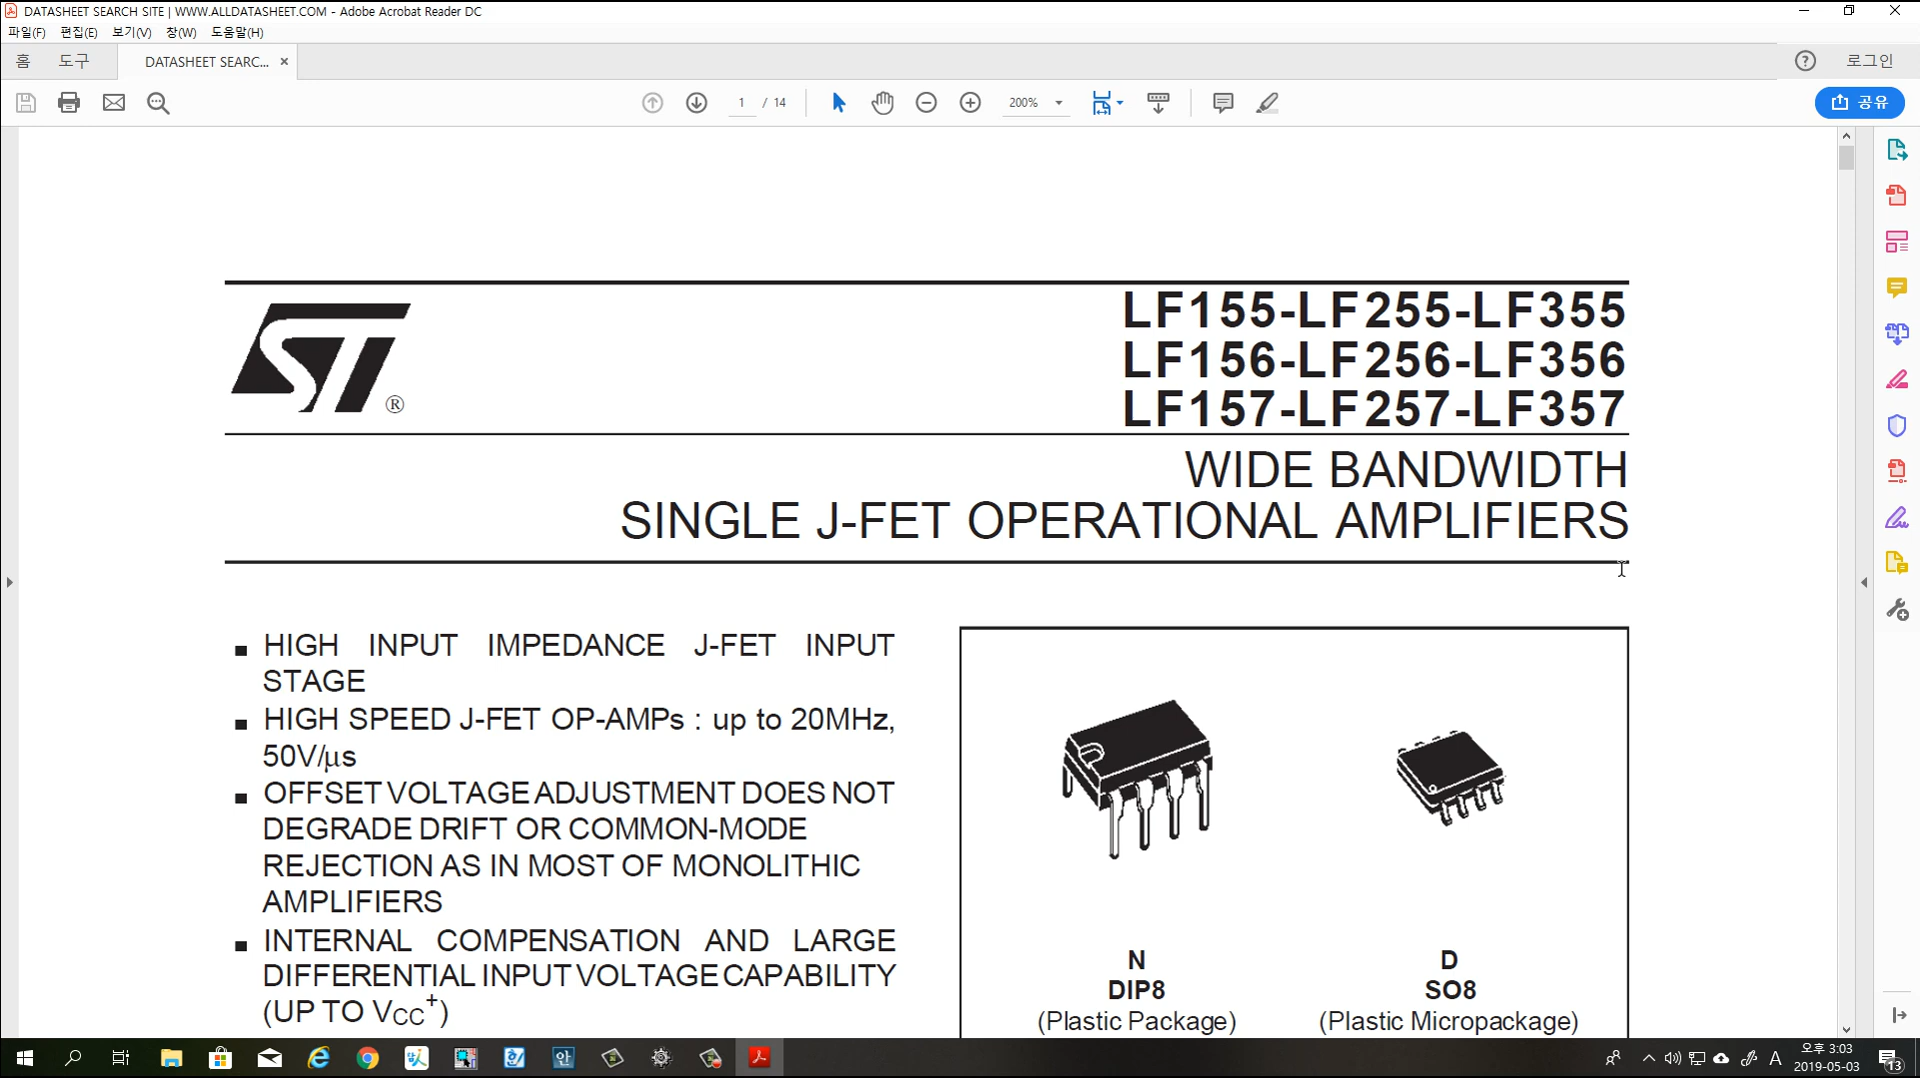 DATASHEET SEARCH SITE | WWW.ALLDATASHEET.COM - Adobe Acrobat Reader DC
파일(F) 편집(E) 보기(V) 창(W) 도움말(H)
홈 도구 DATASHEET SEARC... × ? 로그인
1 / 14 200% 공유
ST ®
LF155-LF255-LF355
LF156-LF256-LF356
LF157-LF257-LF357
WIDE BANDWIDTH
SINGLE J-FET OPERATIONAL AMPLIFIERS
■ HIGH INPUT IMPEDANCE J-FET INPUT
STAGE
■ HIGH SPEED J-FET OP-AMPs : up to 20MHz,
50V/μs
■ OFFSET VOLTAGE ADJUSTMENT DOES NOT
DEGRADE DRIFT OR COMMON-MODE
REJECTION AS IN MOST OF MONOLITHIC
AMPLIFIERS
■ INTERNAL COMPENSATION AND LARGE
DIFFERENTIAL INPUT VOLTAGE CAPABILITY
(UP TO VCC+)
N
DIP8
(Plastic Package)
D
SO8
(Plastic Micropackage)
안
A 오후 3:03
2019-05-03
13